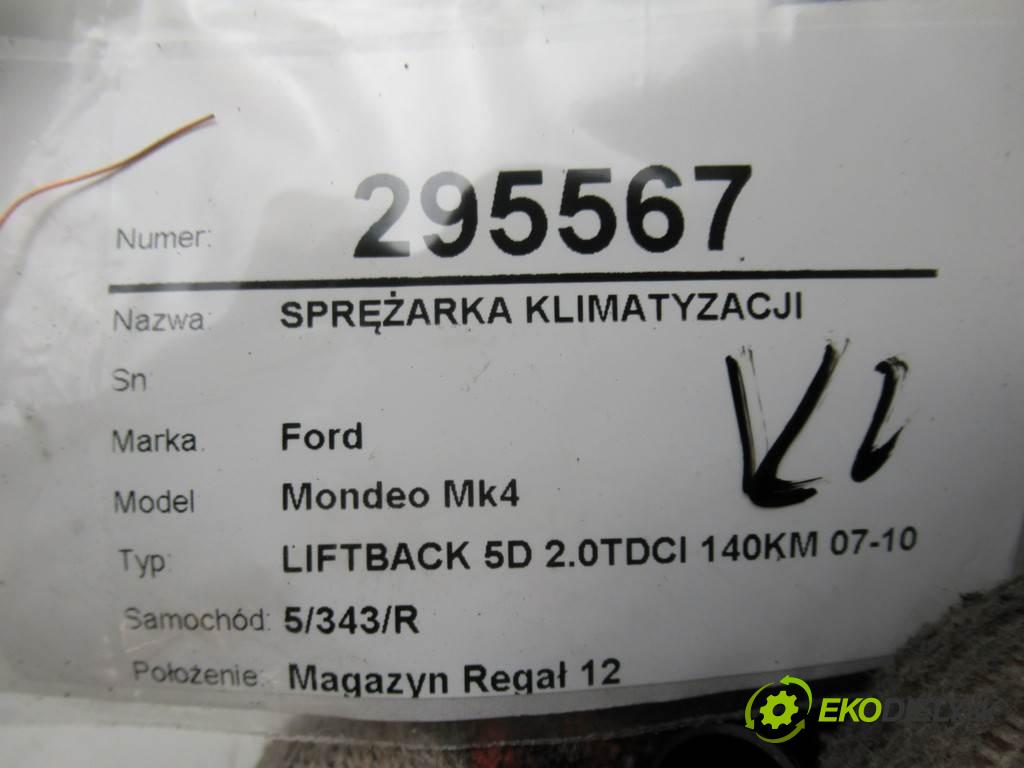 Numer: 295567
Nazwa: SPRĘŻARKA KLIMATYZACJI
Sn
Marka. Ford
Model Mondeo Mk4
Typ: LIFTBACK 5D 2.0TDCI 140KM 07-10
Samochód: 5/343/R
Położenie: Magazyn Regał 12